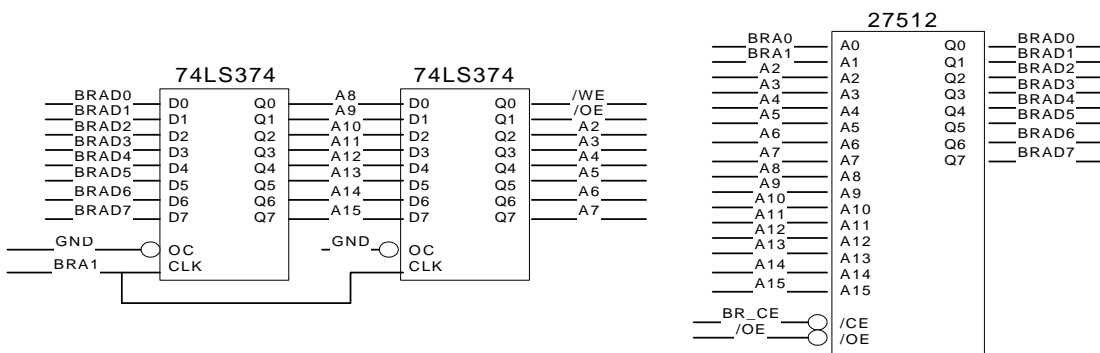 74LS374
BRAD0 D0 Q0 A8
BRAD1 D1 Q1 A9
BRAD2 D2 Q2 A10
BRAD3 D3 Q3 A11
BRAD4 D4 Q4 A12
BRAD5 D5 Q5 A13
BRAD6 D6 Q6 A14
BRAD7 D7 Q7 A15
GND OC
BRA1 CLK
74LS374
D0 Q0 /WE
D1 Q1 /OE
D2 Q2 A2
D3 Q3 A3
D4 Q4 A4
D5 Q5 A5
D6 Q6 A6
D7 Q7 A7
GND OC
CLK
27512
BRA0 A0 Q0 BRAD0
BRA1 A1 Q1 BRAD1
A2 A2 Q2 BRAD2
A3 A3 Q3 BRAD3
A4 A4 Q4 BRAD4
A5 A5 Q5 BRAD5
A6 A6 Q6 BRAD6
A7 A7 Q7 BRAD7
A8 A8
A9 A9
A10 A10
A11 A11
A12 A12
A13 A13
A14 A14
A15 A15
BR_CE /CE
/OE /OE